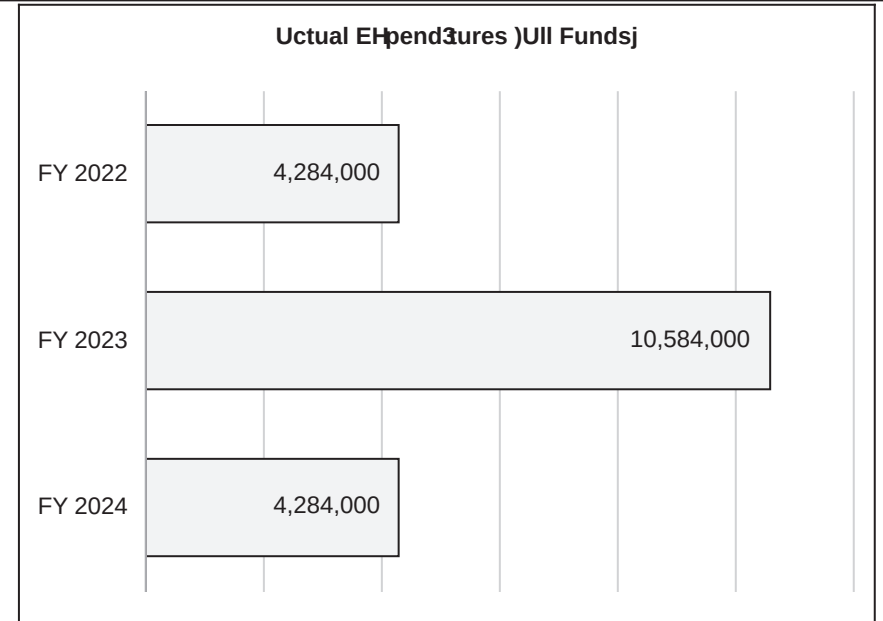 Uctual EHpend3tures )Ull Fundsj
FY 2022
4,284,000
FY 2023
10,584,000
FY 2024
4,284,000